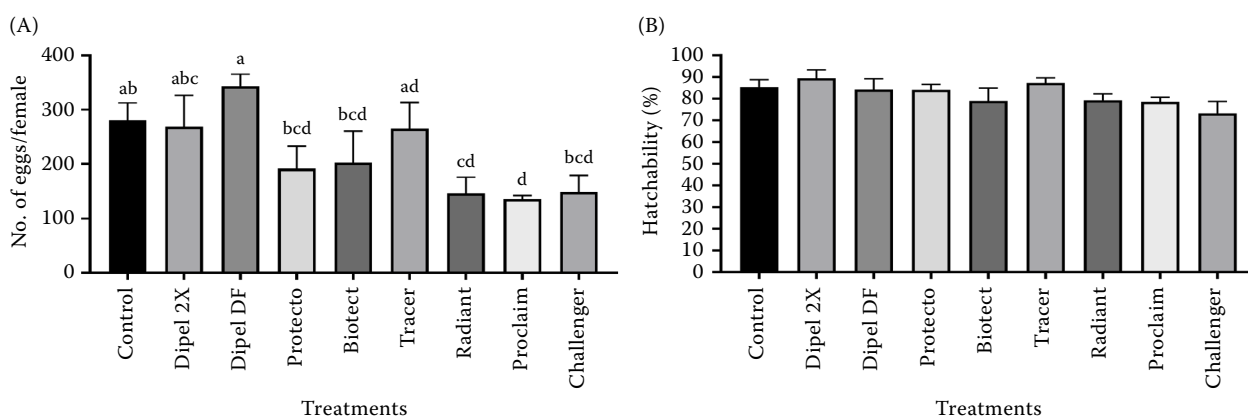 (A)
No. of eggs/female
400
300
200
100
0
ab
abc
a
bcd
bcd
ad
cd
d
bcd
Control
Dipel 2X
Dipel DF
Protecto
Biotect
Tracer
Radiant
Proclaim
Challenger
Treatments
(B)
Hatchability (%)
100
90
80
70
60
50
40
30
20
10
0
Control
Dipel 2X
Dipel DF
Protecto
Biotect
Tracer
Radiant
Proclaim
Challenger
Treatments